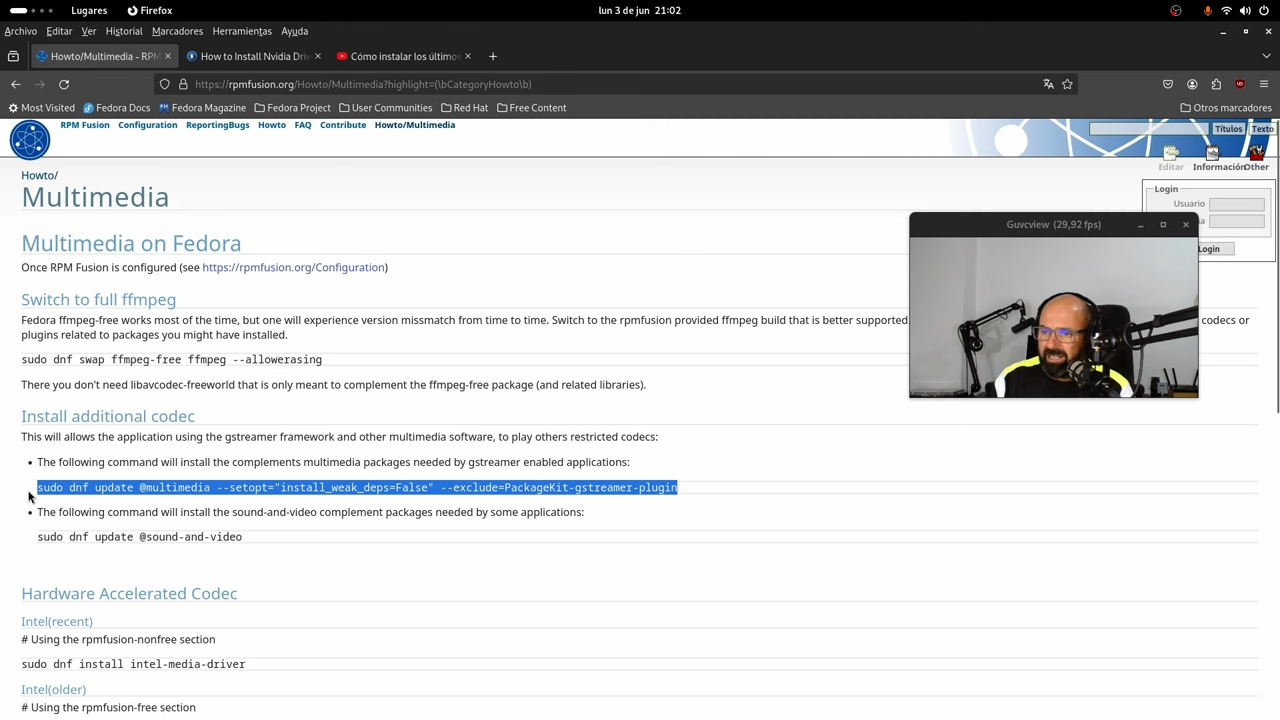 Lugares Firefox lun 3 de jun 21:02
Archivo Editar Ver Historial Marcadores Herramientas Ayuda
Howto/Multimedia - RPM How to Install Nvidia Driv Cómo instalar los últimos
https://rpmfusion.org/Howto/Multimedia?highlight=(\bCategoryHowto\b)
Most Visited Fedora Docs Fedora Magazine Fedora Project User Communities Red Hat Free Content Otros marcadores
RPM Fusion Configuration ReportingBugs Howto FAQ Contribute Howto/Multimedia Títulos Texto
Editar Información Other
Howto/
Multimedia
Login
Usuario
Login
Guvcview (29,92 fps)
Multimedia on Fedora
Once RPM Fusion is configured (see https://rpmfusion.org/Configuration)
Switch to full ffmpeg
Fedora ffmpeg-free works most of the time, but one will experience version missmatch from time to time. Switch to the rpmfusion provided ffmpeg build that is better supported. codecs or
plugins related to packages you might have installed.
sudo dnf swap ffmpeg-free ffmpeg --allowerasing
There you don't need libavcodec-freeworld that is only meant to complement the ffmpeg-free package (and related libraries).
Install additional codec
This will allows the application using the gstreamer framework and other multimedia software, to play others restricted codecs:
• The following command will install the complements multimedia packages needed by gstreamer enabled applications:
sudo dnf update @multimedia --setopt="install_weak_deps=False" --exclude=PackageKit-gstreamer-plugin
• The following command will install the sound-and-video complement packages needed by some applications:
sudo dnf update @sound-and-video
Hardware Accelerated Codec
Intel(recent)
# Using the rpmfusion-nonfree section
sudo dnf install intel-media-driver
Intel(older)
# Using the rpmfusion-free section